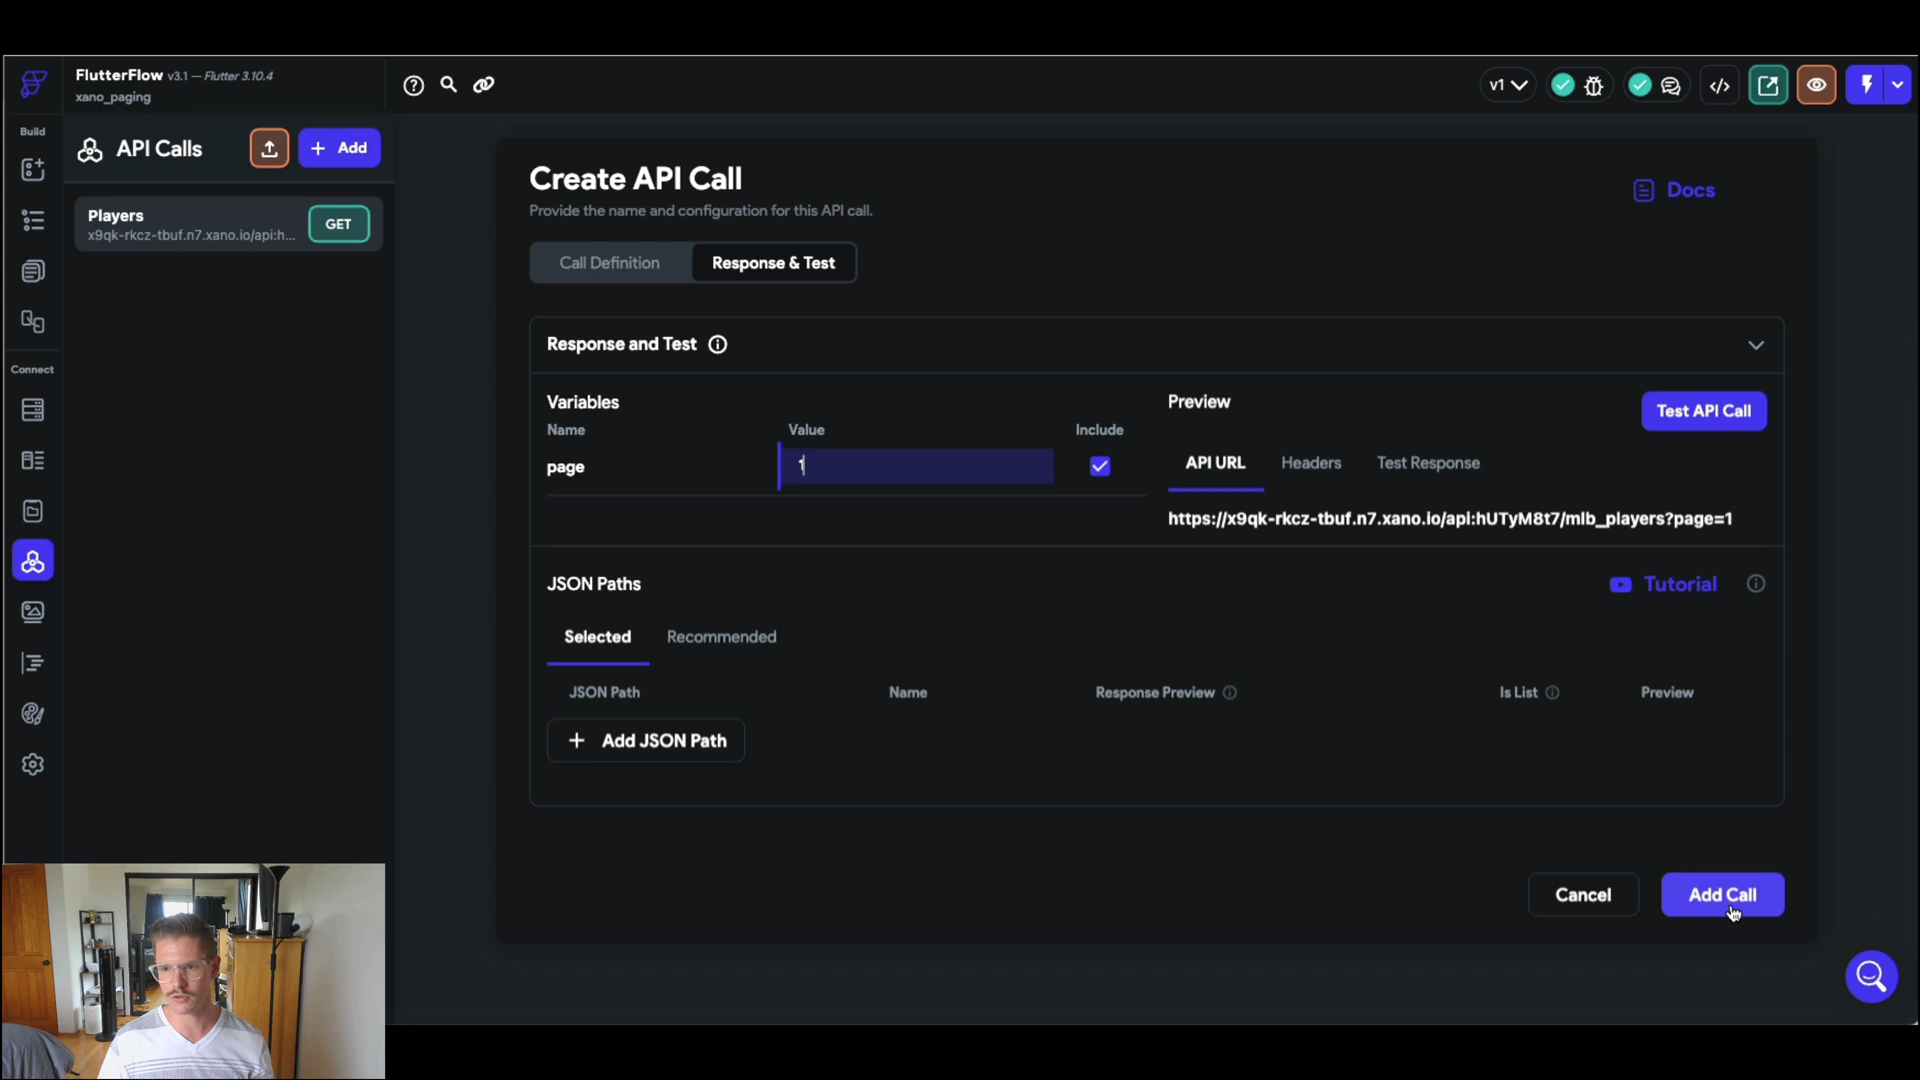 FlutterFlow v3.1 — Flutter 3.10.4
xano_paging
v1
Build
API Calls
Add
Players
x9qk-rkcz-tbuf.n7.xano.io/api:h...
GET
Connect
Create API Call
Provide the name and configuration for this API call.
Docs
Call Definition
Response & Test
Response and Test
Variables
Name
Value
Include
page
1
Preview
Test API Call
API URL
Headers
Test Response
https://x9qk-rkcz-tbuf.n7.xano.io/api:hUTyM8t7/mlb_players?page=1
JSON Paths
Tutorial
Selected
Recommended
JSON Path
Name
Response Preview
Is List
Preview
Add JSON Path
Cancel
Add Call